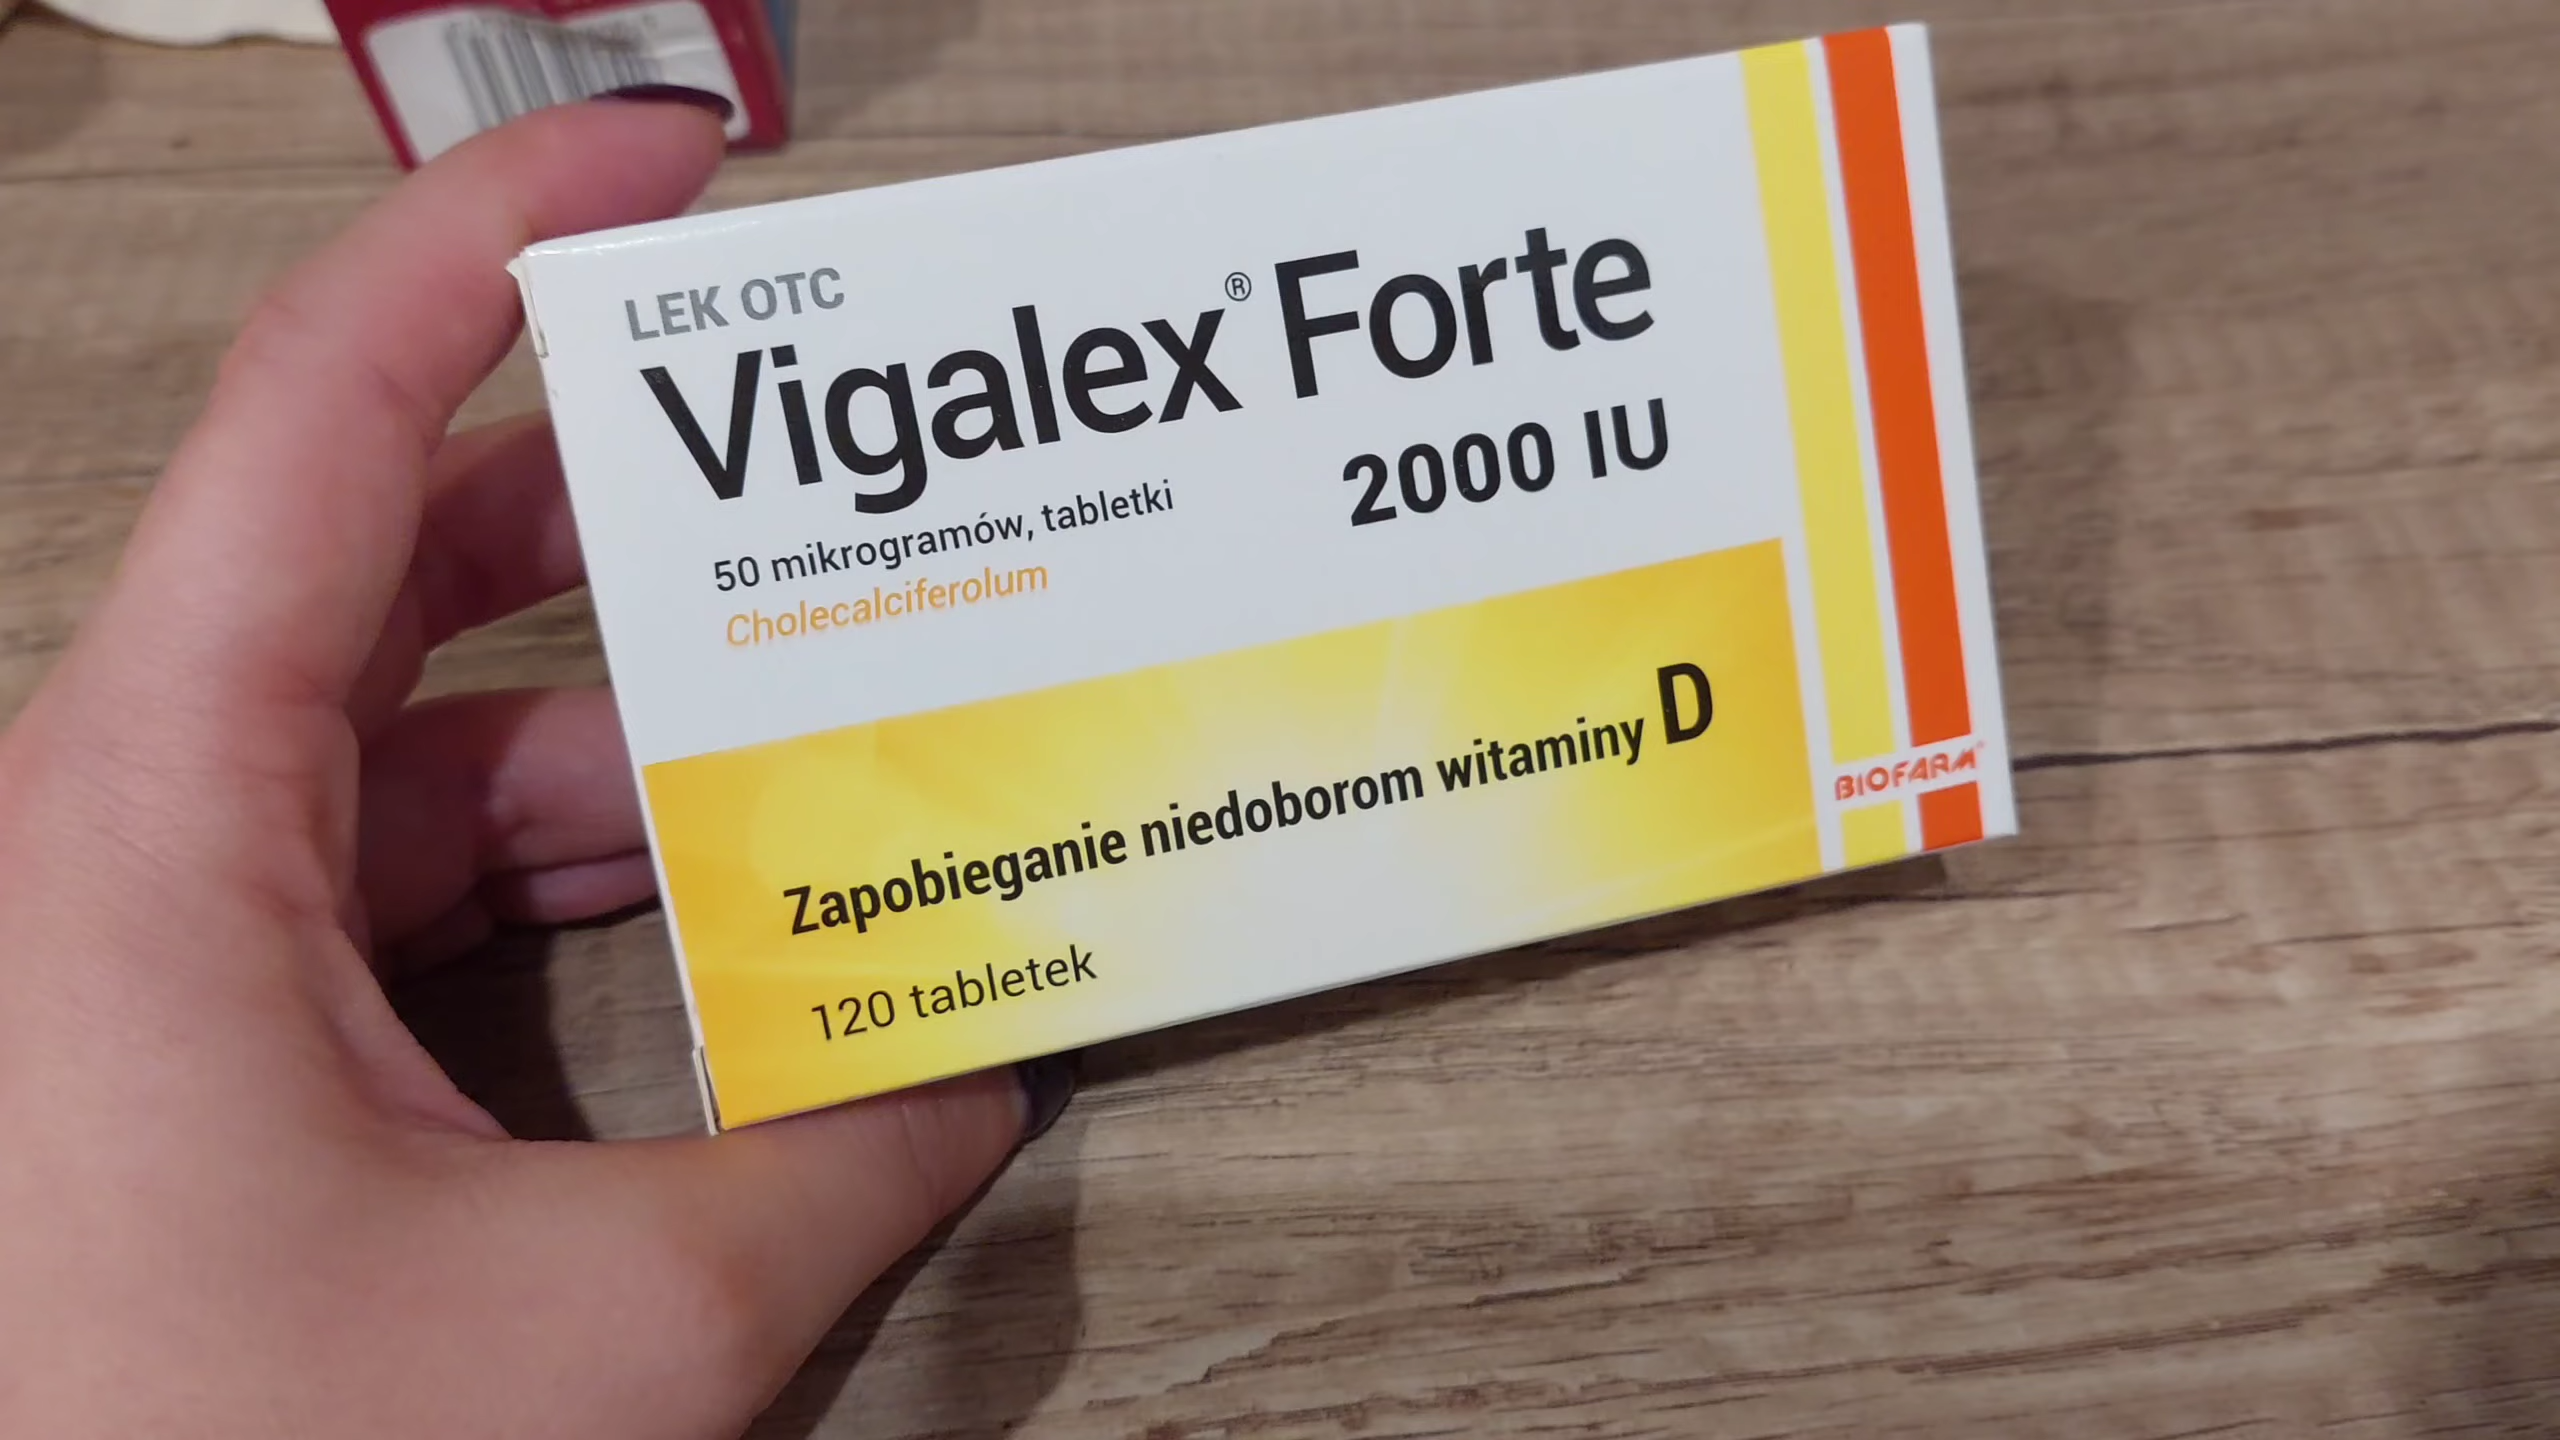 LEK OTC
Vigalex® Forte
2000 IU
50 mikrogramów, tabletki
Cholecalciferolum
Zapobieganie niedoborom witaminy D
120 tabletek
BIOFARM